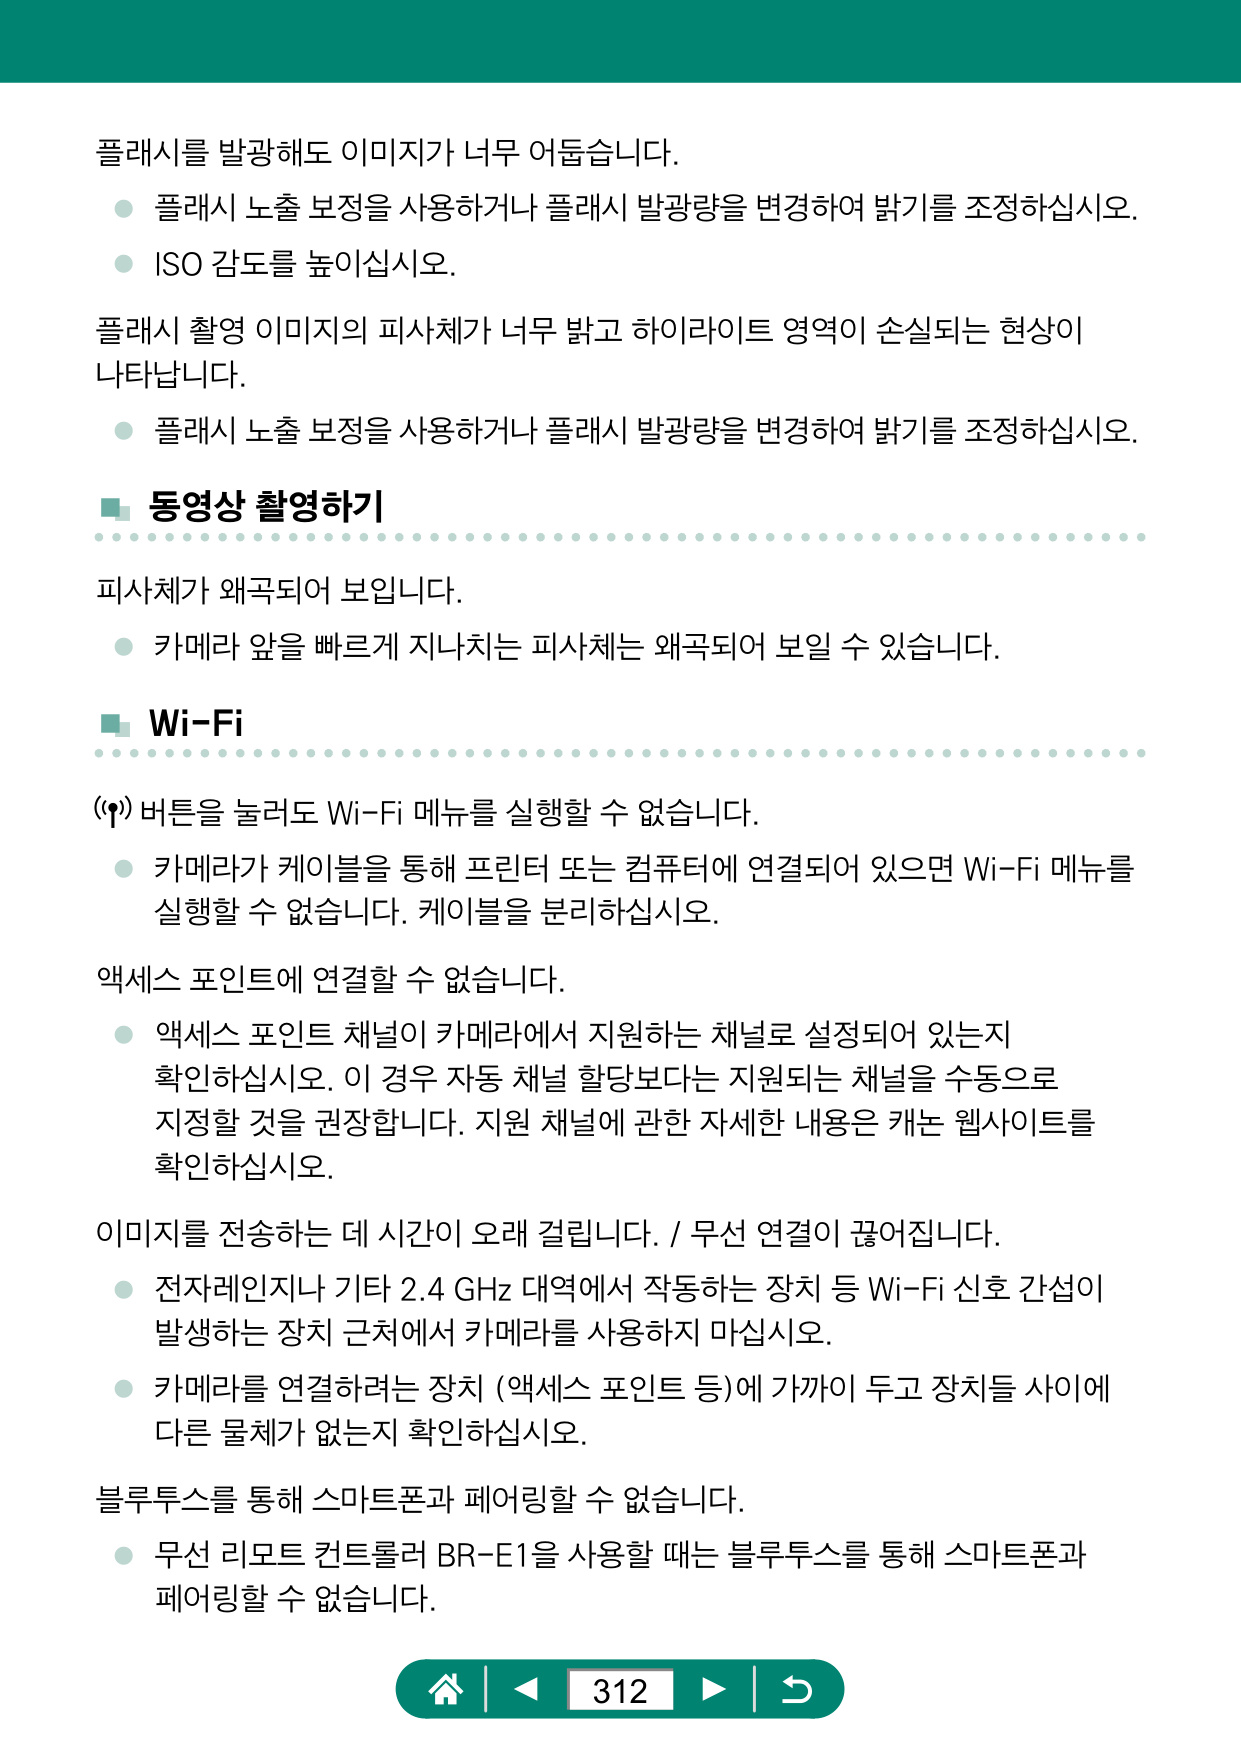 플래시를 발광해도 이미지가 너무 어둡습니다.
● 플래시 노출 보정을 사용하거나 플래시 발광량을 변경하여 밝기를 조정하십시오.
● ISO 감도를 높이십시오.
플래시 촬영 이미지의 피사체가 너무 밝고 하이라이트 영역이 손실되는 현상이
나타납니다.
● 플래시 노출 보정을 사용하거나 플래시 발광량을 변경하여 밝기를 조정하십시오.
동영상 촬영하기
피사체가 왜곡되어 보입니다.
● 카메라 앞을 빠르게 지나치는 피사체는 왜곡되어 보일 수 있습니다.
Wi-Fi
버튼을 눌러도 Wi-Fi 메뉴를 실행할 수 없습니다.
● 카메라가 케이블을 통해 프린터 또는 컴퓨터에 연결되어 있으면 Wi-Fi 메뉴를
실행할 수 없습니다. 케이블을 분리하십시오.
액세스 포인트에 연결할 수 없습니다.
● 액세스 포인트 채널이 카메라에서 지원하는 채널로 설정되어 있는지
확인하십시오. 이 경우 자동 채널 할당보다는 지원되는 채널을 수동으로
지정할 것을 권장합니다. 지원 채널에 관한 자세한 내용은 캐논 웹사이트를
확인하십시오.
이미지를 전송하는 데 시간이 오래 걸립니다. / 무선 연결이 끊어집니다.
● 전자레인지나 기타 2.4 GHz 대역에서 작동하는 장치 등 Wi-Fi 신호 간섭이
발생하는 장치 근처에서 카메라를 사용하지 마십시오.
● 카메라를 연결하려는 장치 (액세스 포인트 등)에 가까이 두고 장치들 사이에
다른 물체가 없는지 확인하십시오.
블루투스를 통해 스마트폰과 페어링할 수 없습니다.
● 무선 리모트 컨트롤러 BR-E1을 사용할 때는 블루투스를 통해 스마트폰과
페어링할 수 없습니다.
312